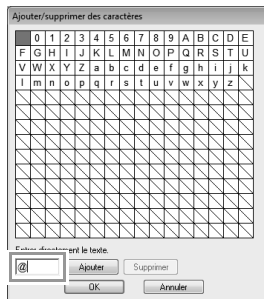 Ajouter/supprimer des caractères
0 1 2 3 4 5 6 7 8 9 A B C D E
F G H I J K L M N O P Q R S T U
V W X Y Z a b c d e f g h i j k
l m n o p q r s t u v w x y z
Entrer directement le texte.
@ Ajouter Supprimer
OK Annuler